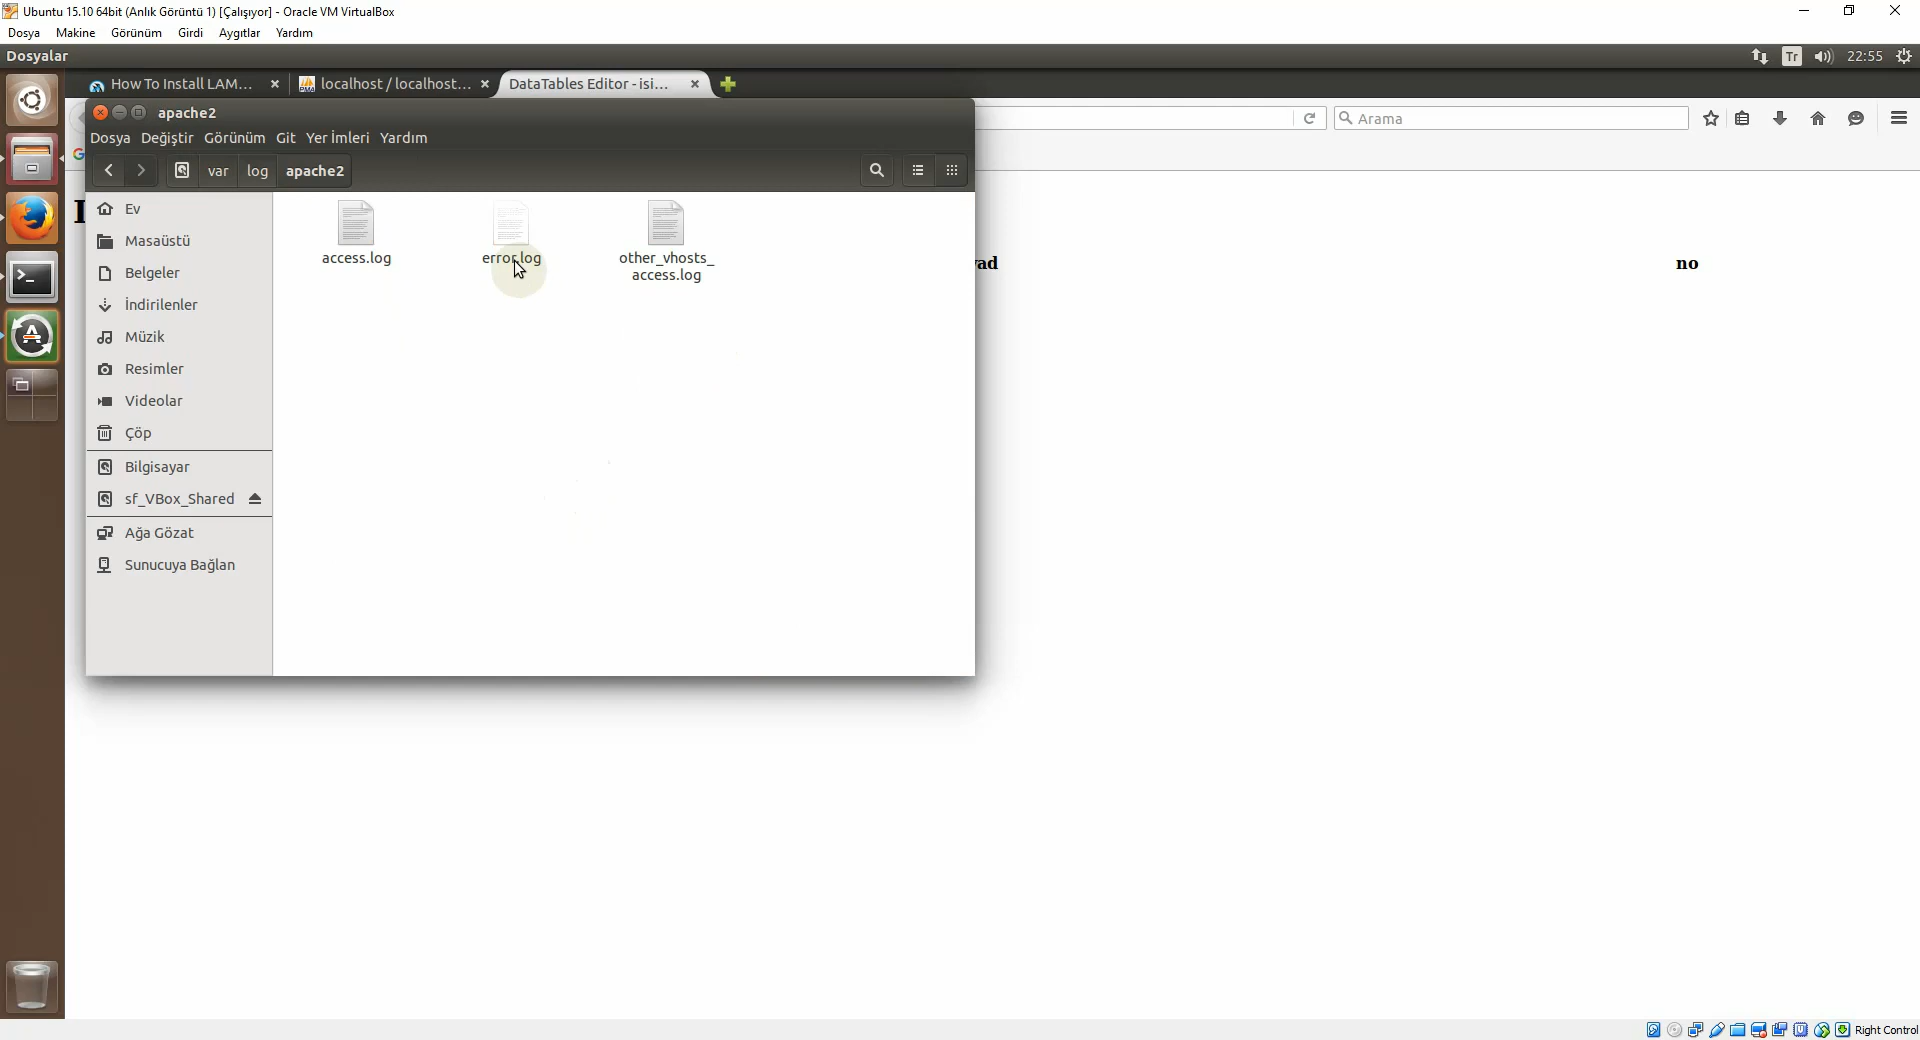 Ubuntu 15.10 64bit (Anlık Görüntü 1) [Çalışıyor] - Oracle VM VirtualBox
Dosya Makine Görünüm Girdi Aygıtlar Yardım
Dosyalar Tr 22:55
How To Install LAM... localhost / localhost... DataTables Editor - isi...
apache2
Arama
Dosya Değiştir Görünüm Git Yer İmleri Yardım
var log apache2
Ev
Masaüstü
Belgeler
İndirilenler
Müzik
Resimler
Videolar
Çöp
Bilgisayar
sf_VBox_Shared
Ağa Gözat
Sunucuya Bağlan
access.log
error.log
other_vhosts_
access.log
no
Right Control